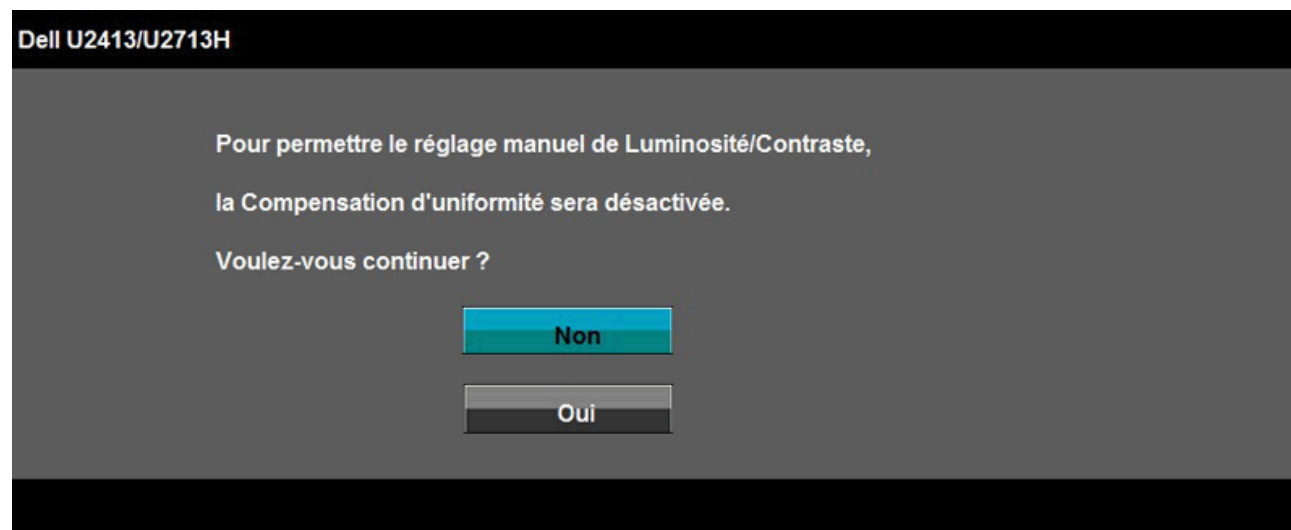 Dell U2413/U2713H
Pour permettre le réglage manuel de Luminosité/Contraste,
la Compensation d'uniformité sera désactivée.
Voulez-vous continuer ?
Non
Oui